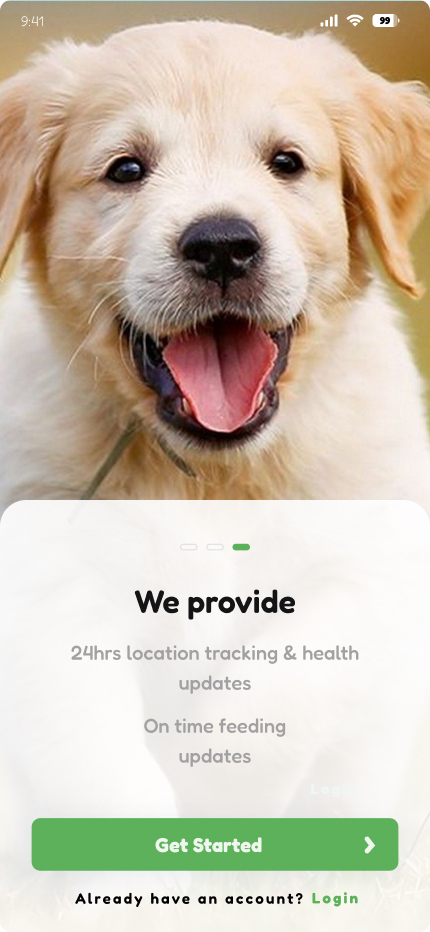 9:41
99
We provide
24hrs location tracking & health
updates
On time feeding
updates
Login
Get Started
Already have an account? Login